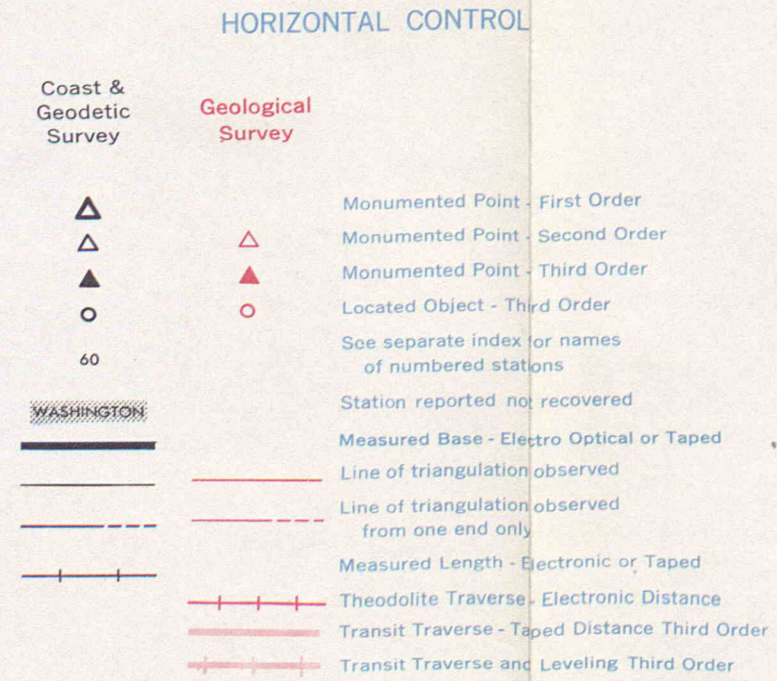 HORIZONTAL CONTROL
Coast &
Geodetic
Survey
Geological
Survey
Monumented Point - First Order
Monumented Point - Second Order
Monumented Point - Third Order
Located Object - Third Order
60
See separate index for names
of numbered stations
WASHINGTON
Station reported not recovered
Measured Base - Electro Optical or Taped
Line of triangulation observed
Line of triangulation observed
from one end only
Measured Length - Electronic or Taped
Theodolite Traverse - Electronic Distance
Transit Traverse - Taped Distance Third Order
Transit Traverse and Leveling Third Order